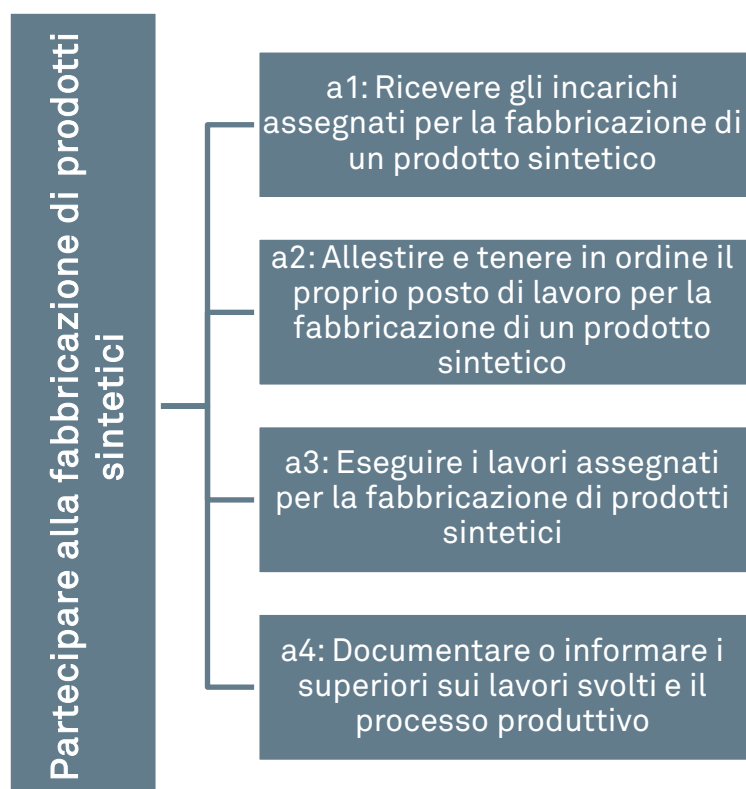 Partecipare alla fabbricazione di prodotti
sintetici
a1: Ricevere gli incarichi
assegnati per la fabbricazione di
un prodotto sintetico
a2: Allestire e tenere in ordine il
proprio posto di lavoro per la
fabbricazione di un prodotto
sintetico
a3: Eseguire i lavori assegnati
per la fabbricazione di prodotti
sintetici
a4: Documentare o informare i
superiori sui lavori svolti e il
processo produttivo